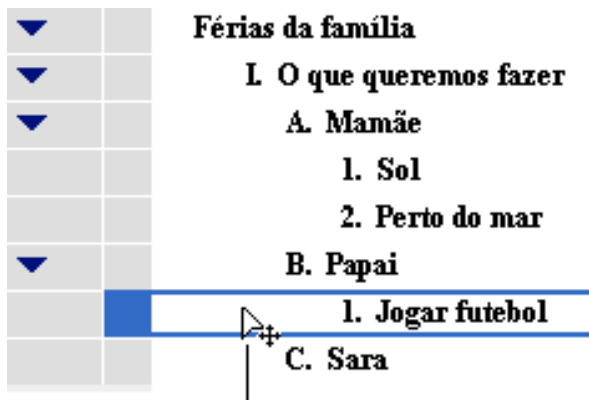 Férias da família
I. O que queremos fazer
A. Mamãe
1. Sol
2. Perto do mar
B. Papai
1. Jogar futebol
C. Sara